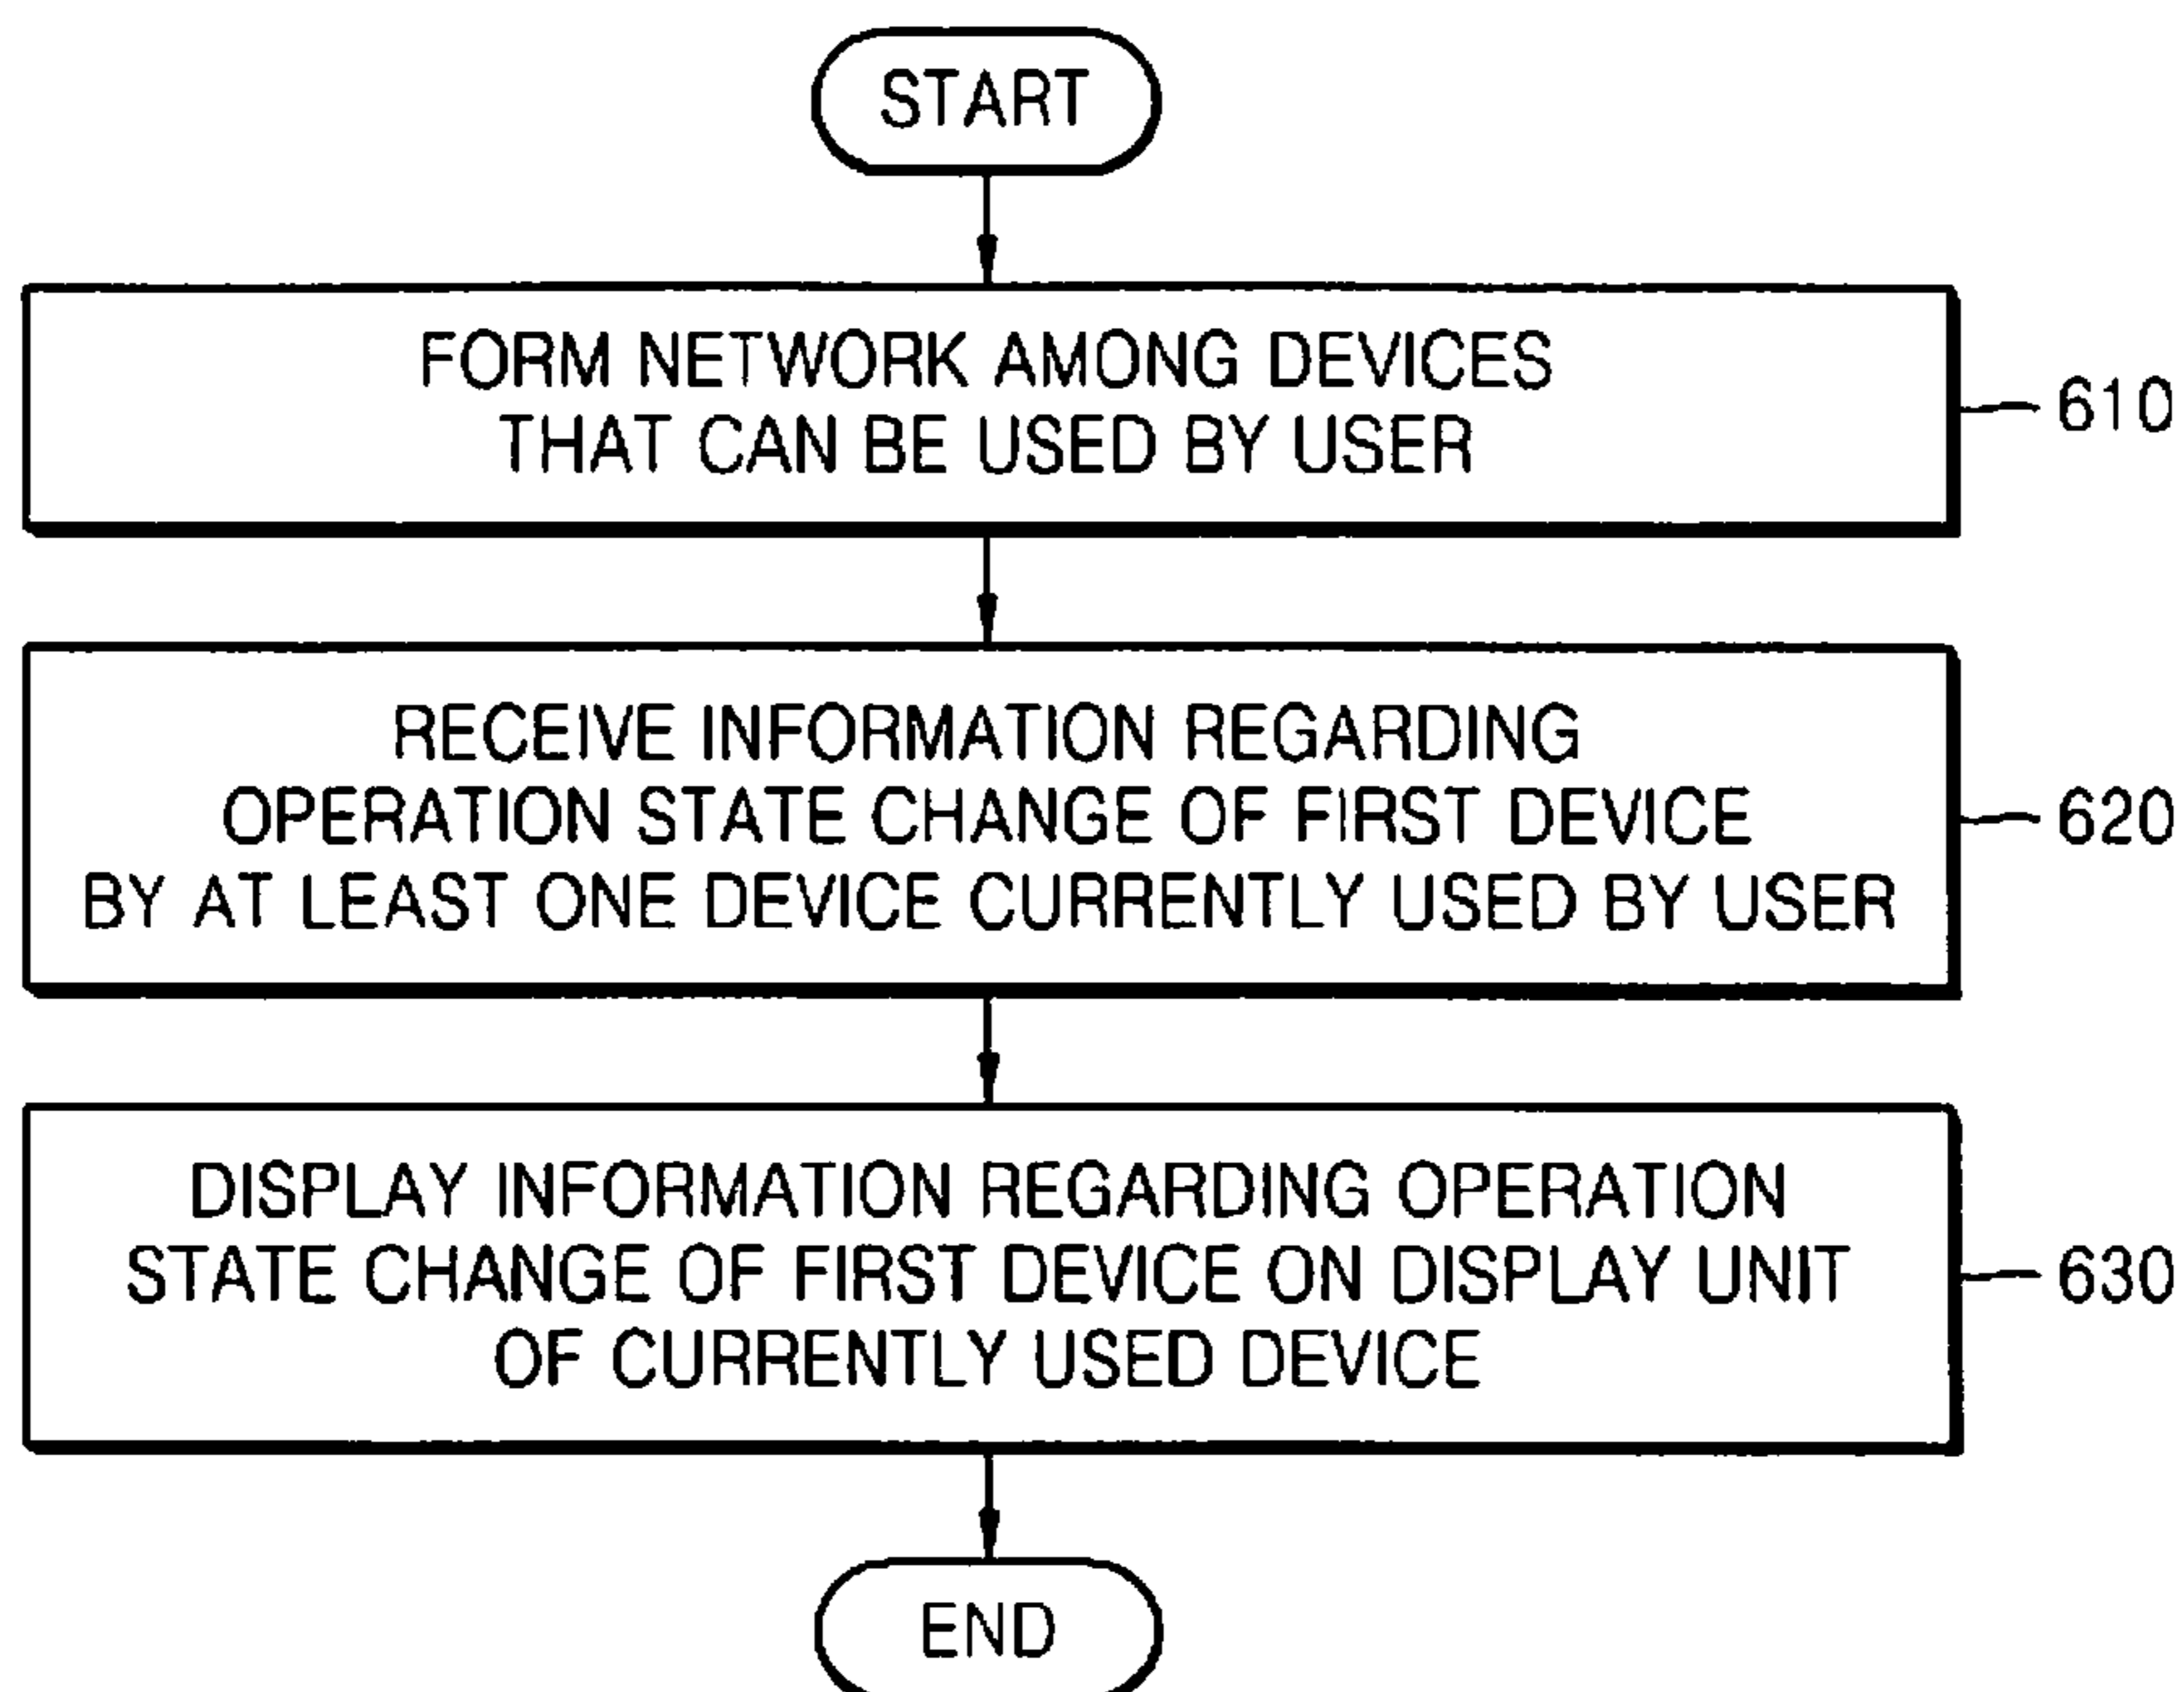 START
FORM NETWORK AMONG DEVICES
THAT CAN BE USED BY USER
610
RECEIVE INFORMATION REGARDING
OPERATION STATE CHANGE OF FIRST DEVICE
BY AT LEAST ONE DEVICE CURRENTLY USED BY USER
620
DISPLAY INFORMATION REGARDING OPERATION
STATE CHANGE OF FIRST DEVICE ON DISPLAY UNIT
OF CURRENTLY USED DEVICE
630
END